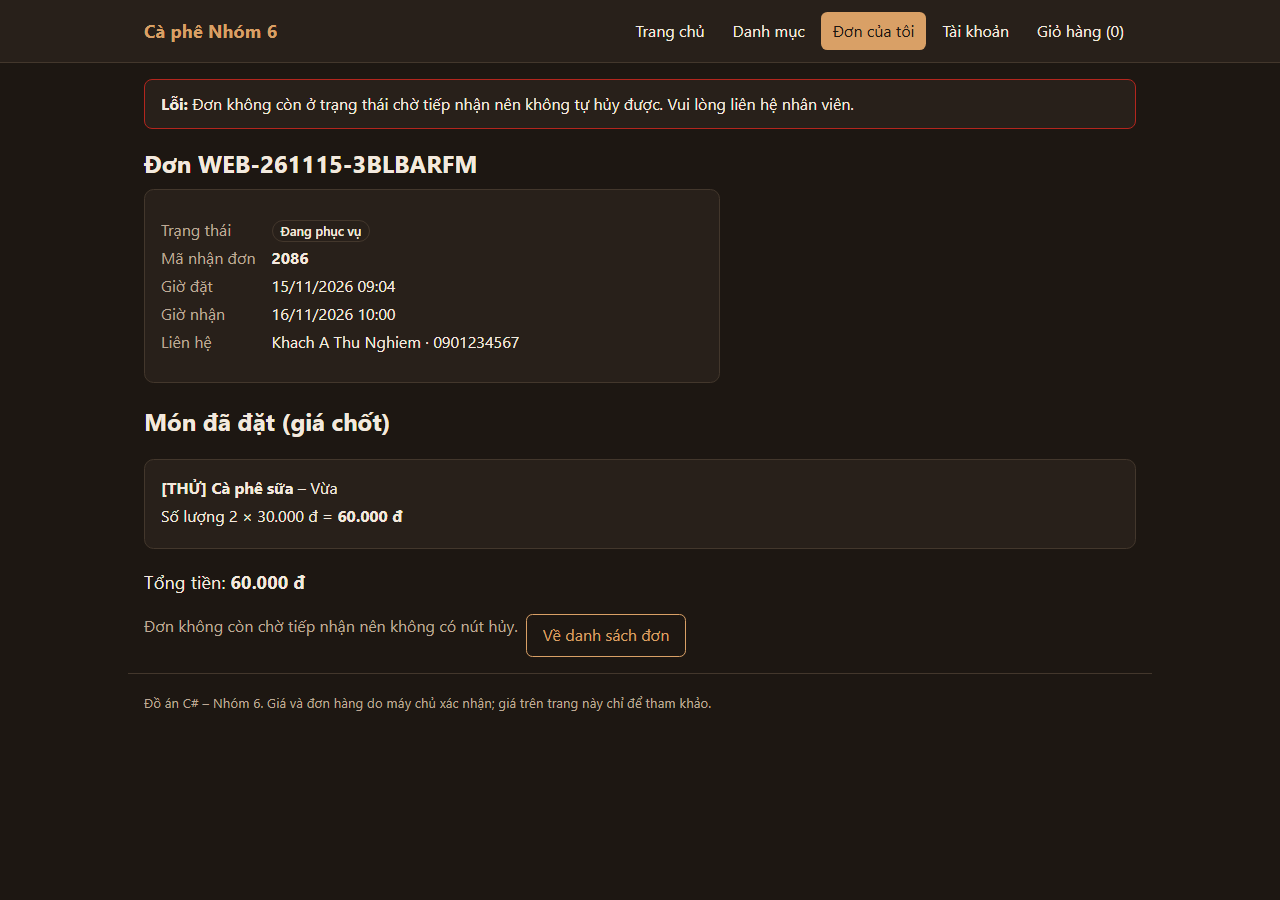 Cà phê Nhóm 6
Trang chủ Danh mục Đơn của tôi Tài khoản Giỏ hàng (0)
Lỗi: Đơn không còn ở trạng thái chờ tiếp nhận nên không tự hủy được. Vui lòng liên hệ nhân viên.
Đơn WEB-261115-3BLBARFM
Trạng thái Đang phục vụ
Mã nhận đơn 2086
Giờ đặt 15/11/2026 09:04
Giờ nhận 16/11/2026 10:00
Liên hệ Khach A Thu Nghiem · 0901234567
Món đã đặt (giá chốt)
[THỬ] Cà phê sữa – Vừa
Số lượng 2 × 30.000 đ = 60.000 đ
Tổng tiền: 60.000 đ
Đơn không còn chờ tiếp nhận nên không có nút hủy. Về danh sách đơn
Đồ án C# – Nhóm 6. Giá và đơn hàng do máy chủ xác nhận; giá trên trang này chỉ để tham khảo.